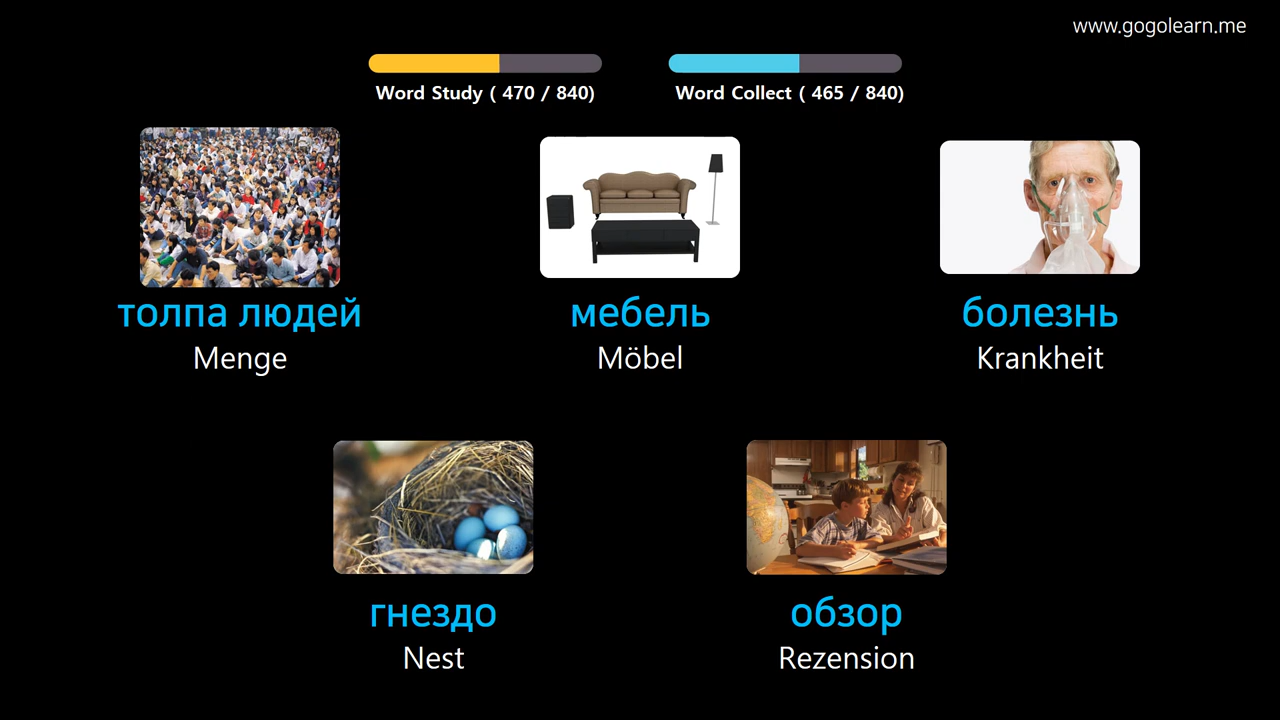 www.gogolearn.me
Word Study ( 470 / 840)
Word Collect ( 465 / 840)
толпа людей
Menge
мебель
Möbel
болезнь
Krankheit
гнездо
Nest
обзор
Rezension